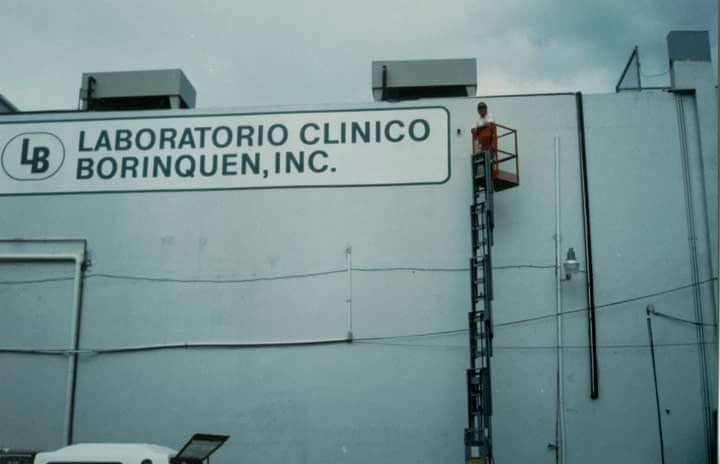 LB
LABORATORIO CLINICO
BORINQUEN, INC.